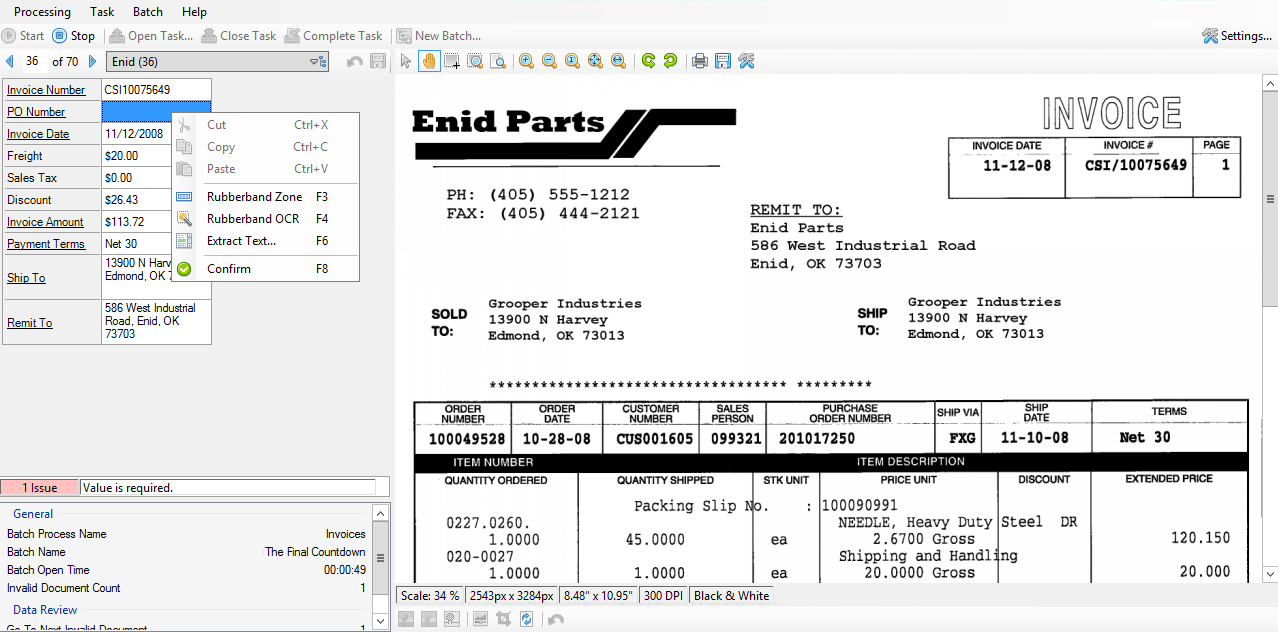 Processing Task Batch Help
Start Stop Open Task... Close Task Complete Task New Batch... Settings...
36 of 70 Enid (36)
Invoice Number CSI10075649
PO Number
Invoice Date 11/12/2008
Freight $20.00
Sales Tax $0.00
Discount $26.43
Invoice Amount $113.72
Payment Terms Net 30
Ship To 13900 N Harv
Edmond, OK
Remit To 586 West Industrial
Road, Enid, OK
73703
Cut Ctrl+X
Copy Ctrl+C
Paste Ctrl+V
Rubberband Zone F3
Rubberband OCR F4
Extract Text... F6
Confirm F8
1 Issue Value is required.
General
Batch Process Name Invoices
Batch Name The Final Countdown
Batch Open Time 00:00:49
Invalid Document Count 1
Data Review
Go To Next Invalid Document 1
Enid Parts
INVOICE
INVOICE DATE INVOICE # PAGE
11-12-08 CSI/10075649 1
PH: (405) 555-1212
FAX: (405) 444-2121
REMIT TO:
Enid Parts
586 West Industrial Road
Enid, OK 73703
SOLD TO:
Grooper Industries
13900 N Harvey
Edmond, OK 73013
SHIP TO:
Grooper Industries
13900 N Harvey
Edmond, OK 73013
*********************************** *********
ORDER NUMBER ORDER DATE CUSTOMER NUMBER SALES PERSON PURCHASE ORDER NUMBER SHIP VIA SHIP DATE TERMS
100049528 10-28-08 CUS001605 099321 201017250 FXG 11-10-08 Net 30
ITEM NUMBER ITEM DESCRIPTION
QUANTITY ORDERED QUANTITY SHIPPED STK UNIT PRICE UNIT DISCOUNT EXTENDED PRICE
Packing Slip No. : 100090991
0227.0260. NEEDLE, Heavy Duty Steel DR
1.0000 45.0000 ea 2.6700 Gross 120.150
020-0027 Shipping and Handling
1.0000 1.0000 ea 20.0000 Gross 20.000
Scale: 34 % 2543px x 3284px 8.48" x 10.95" 300 DPI Black & White